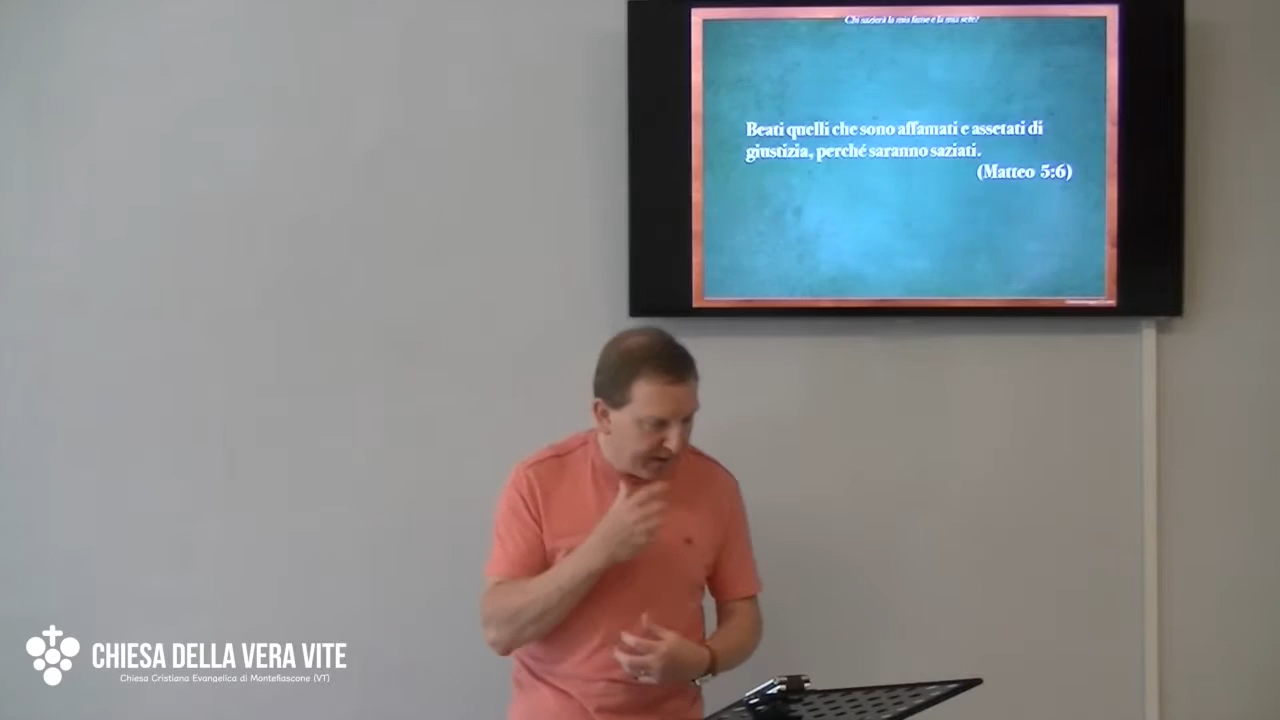 Chi sazierà la mia fame e la mia sete?
Beati quelli che sono affamati e assetati di
giustizia, perché saranno saziati.
(Matteo 5:6)
CHIESA DELLA VERA VITE
Chiesa Cristiana Evangelica di Montefiascone (VT)